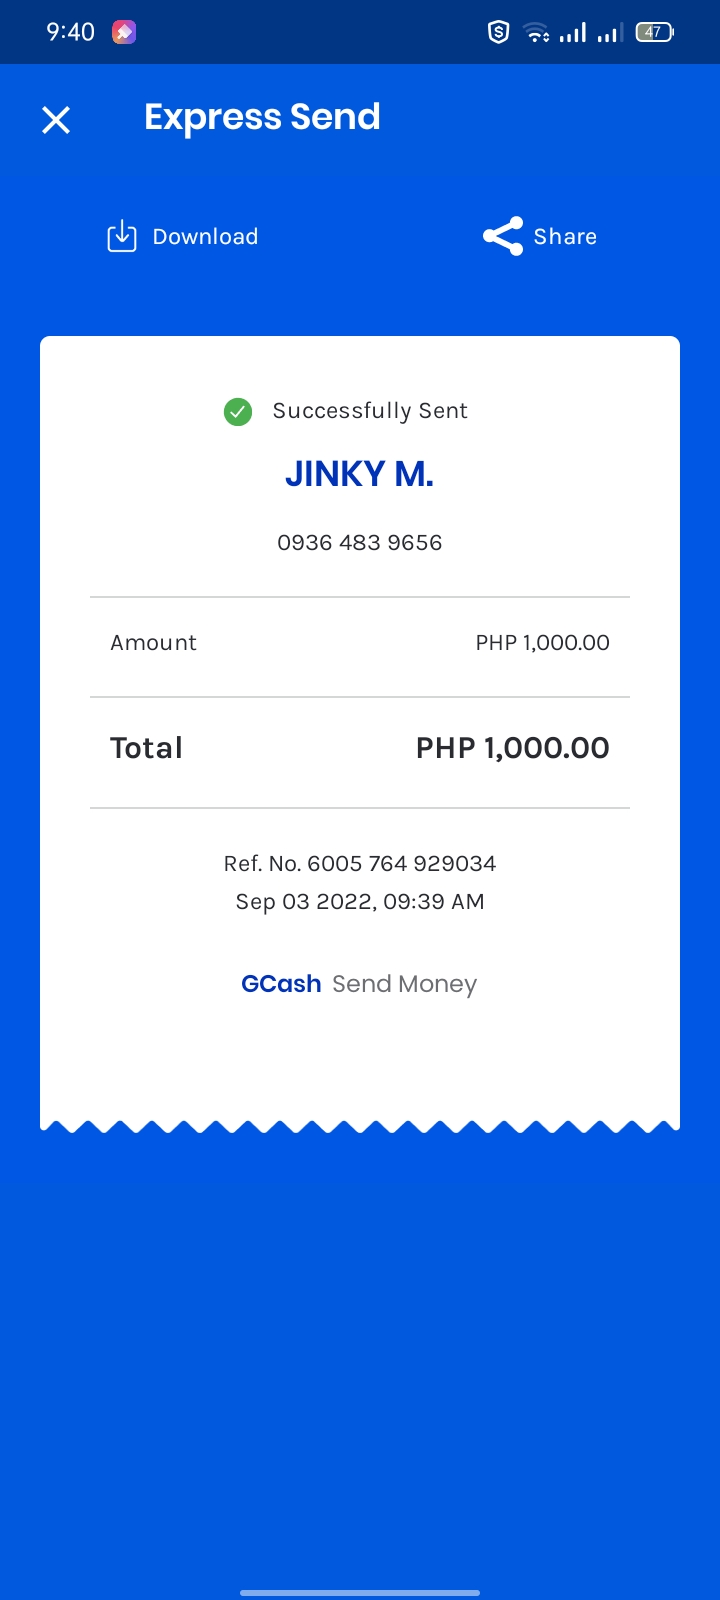 9:40
47
Express Send
Download
Share
Successfully Sent
JINKY M.
0936 483 9656
Amount PHP 1,000.00
Total PHP 1,000.00
Ref. No. 6005 764 929034
Sep 03 2022, 09:39 AM
GCash Send Money